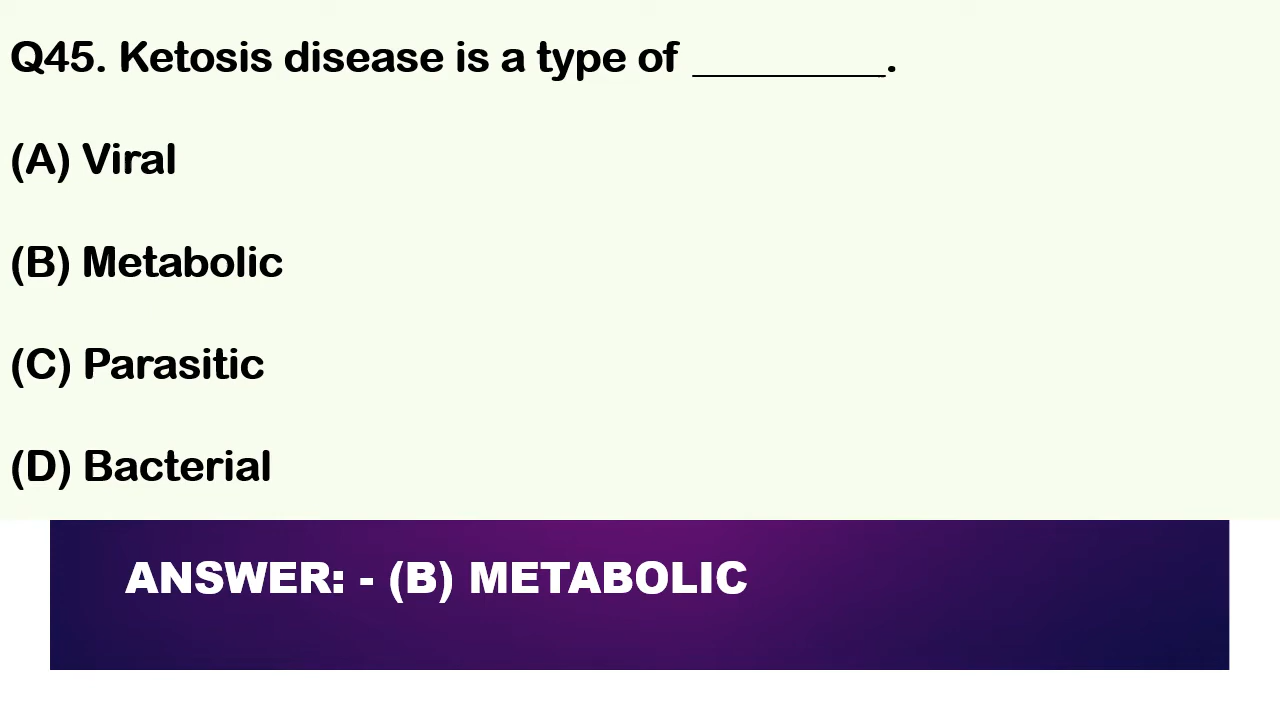 Q45. Ketosis disease is a type of _________.
(A) Viral
(B) Metabolic
(C) Parasitic
(D) Bacterial
ANSWER: - (B) METABOLIC